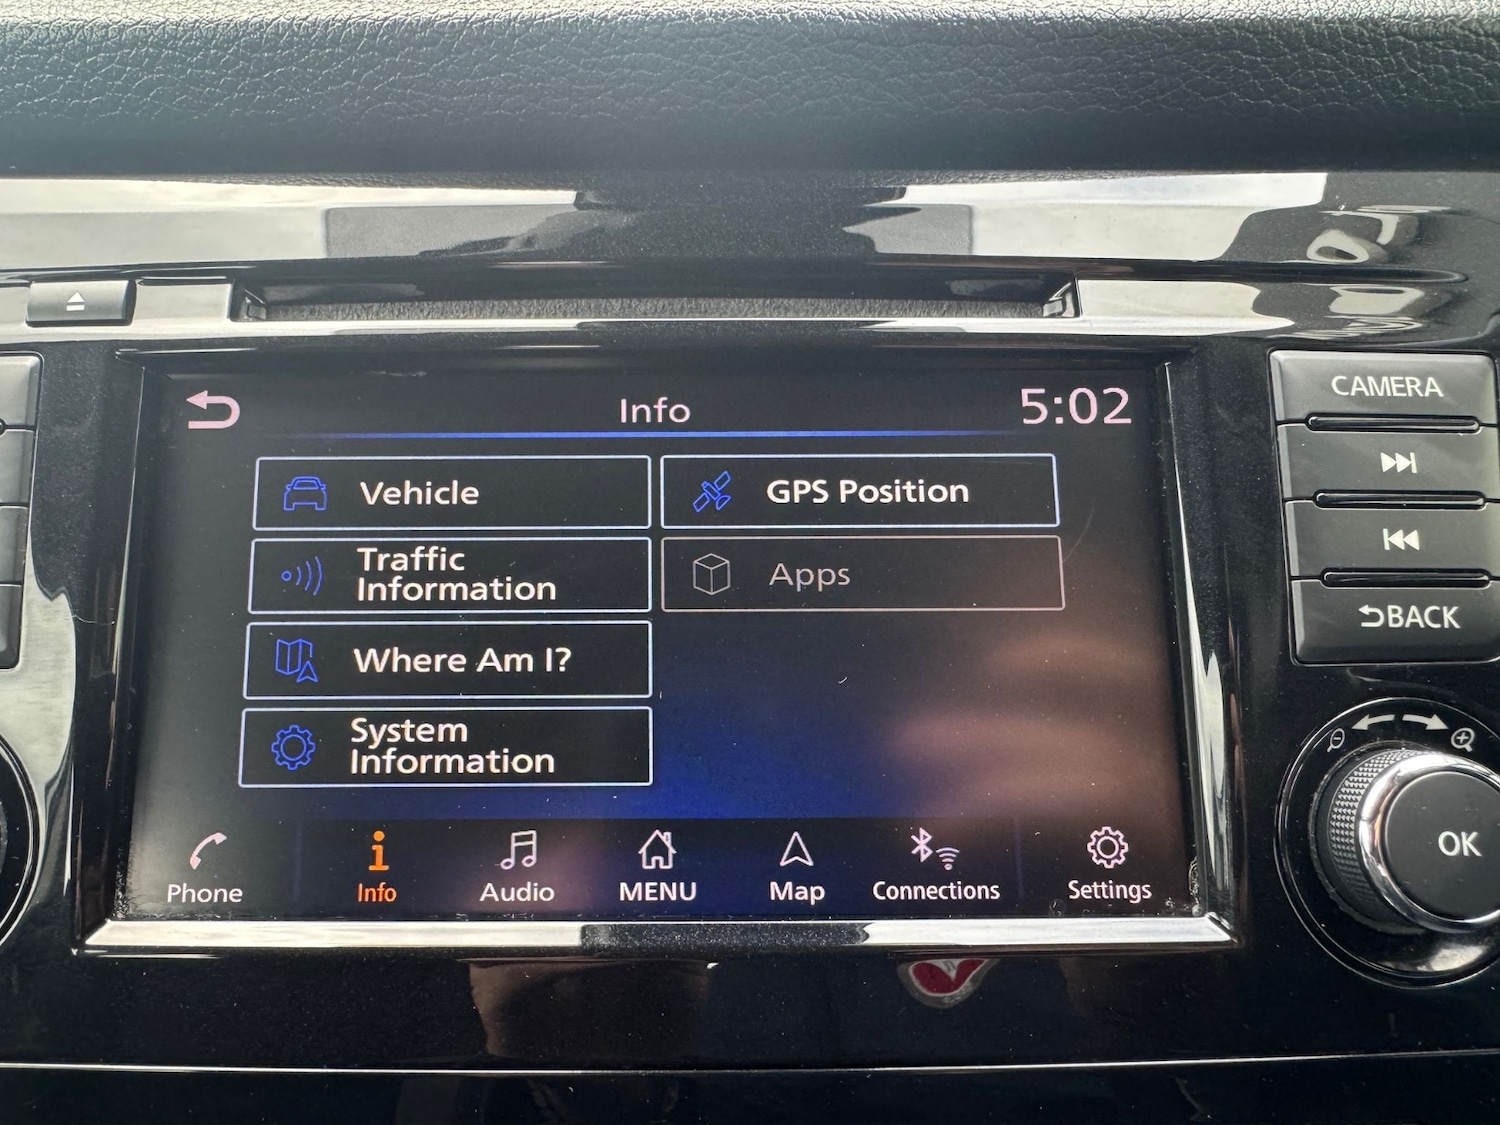 Info
5:02
Vehicle
GPS Position
Traffic
Information
Apps
Where Am I?
System
Information
Phone
Info
Audio
MENU
Map
Connections
Settings
CAMERA
BACK
OK